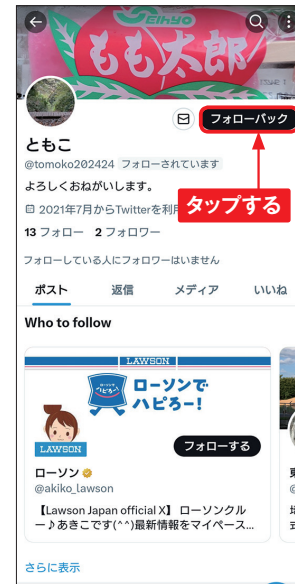 SEIHYO
もも太郎
フォローバック
ともこ
@tomoko202424 フォローされています
よろしくおねがいします。
2021年7月からTwitterを利用
タップする
13 フォロー 2 フォロワー
フォローしている人にフォロワーはいません
ポスト 返信 メディア いいね
Who to follow
LAWSON
ローソンで
ハピろー!
LAWSON
フォローする
ローソン
@akiko_lawson
【Lawson Japan official X】 ローソンクル
ー♪あきこです(^^)最新情報をマイペース...
さらに表示